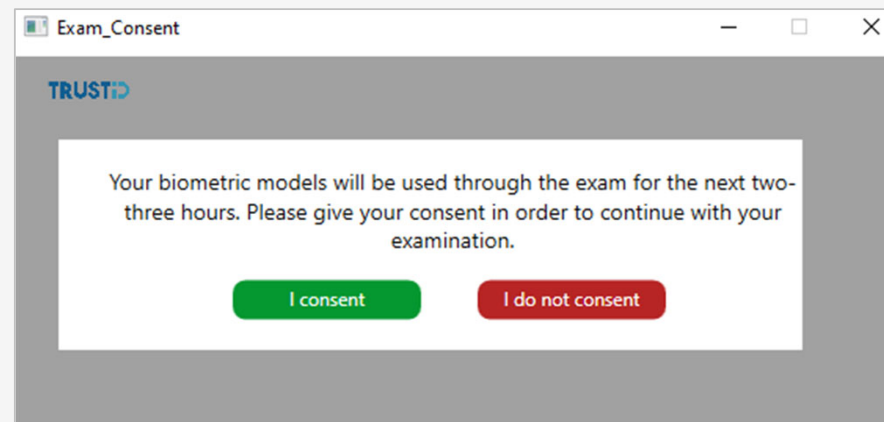 Exam_Consent
TRUSTID
Your biometric models will be used through the exam for the next two-
three hours. Please give your consent in order to continue with your
examination.
I consent
I do not consent